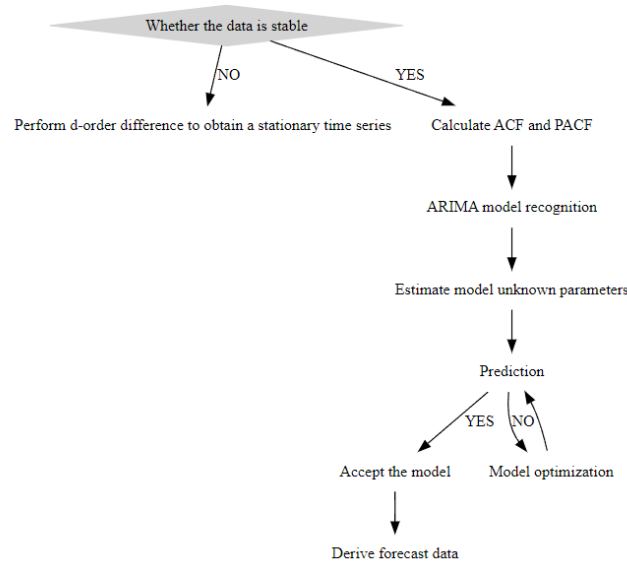 Whether the data is stable
NO
YES
Perform d-order difference to obtain a stationary time series
Calculate ACF and PACF
ARIMA model recognition
Estimate model unknown parameters
Prediction
YES
NO
Accept the model
Model optimization
Derive forecast data